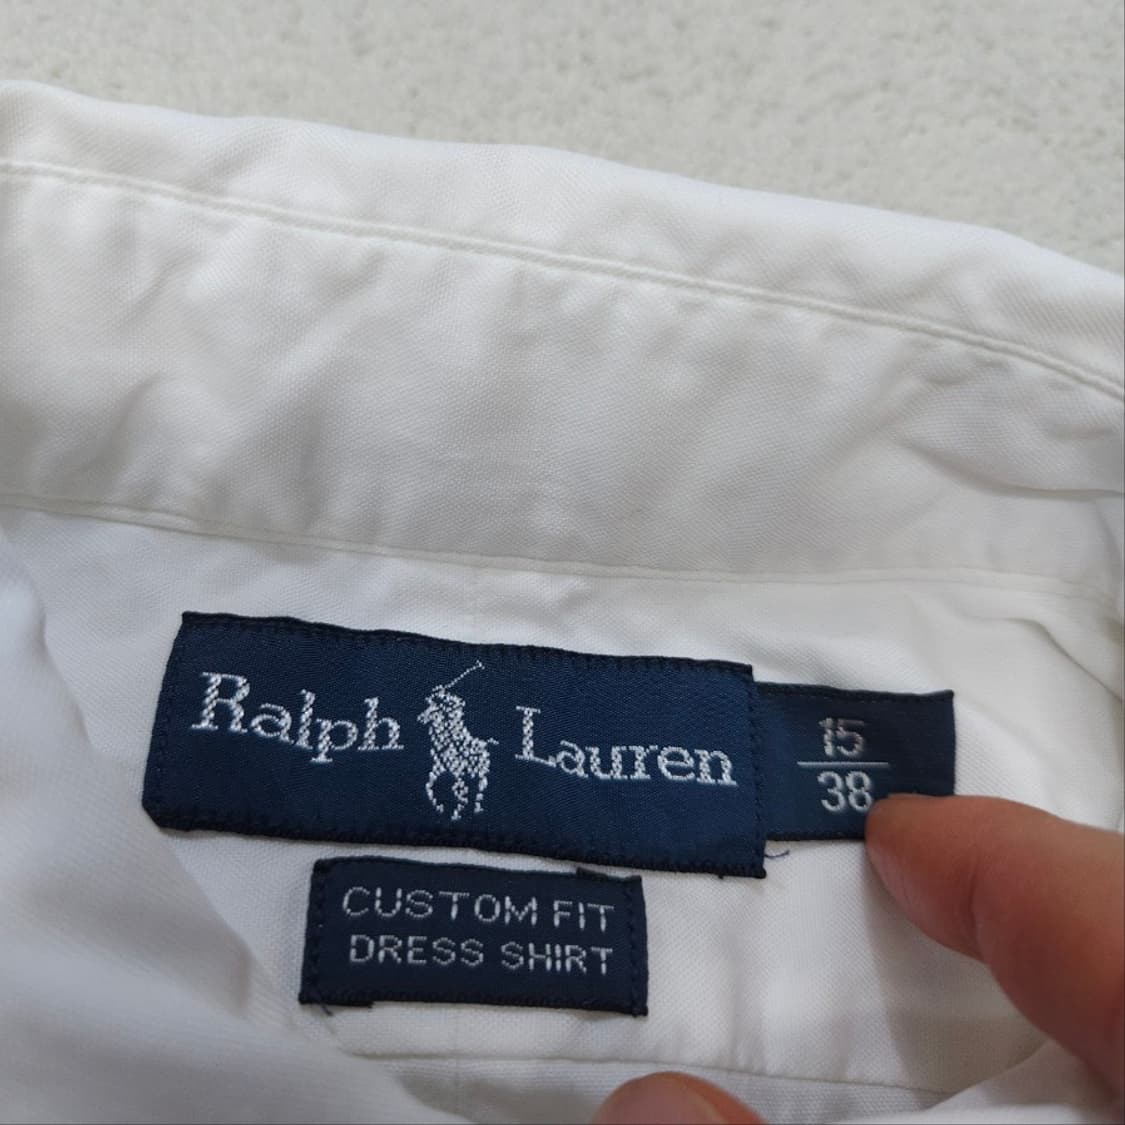 Ralph Lauren
15
38
CUSTOM FIT
DRESS SHIRT